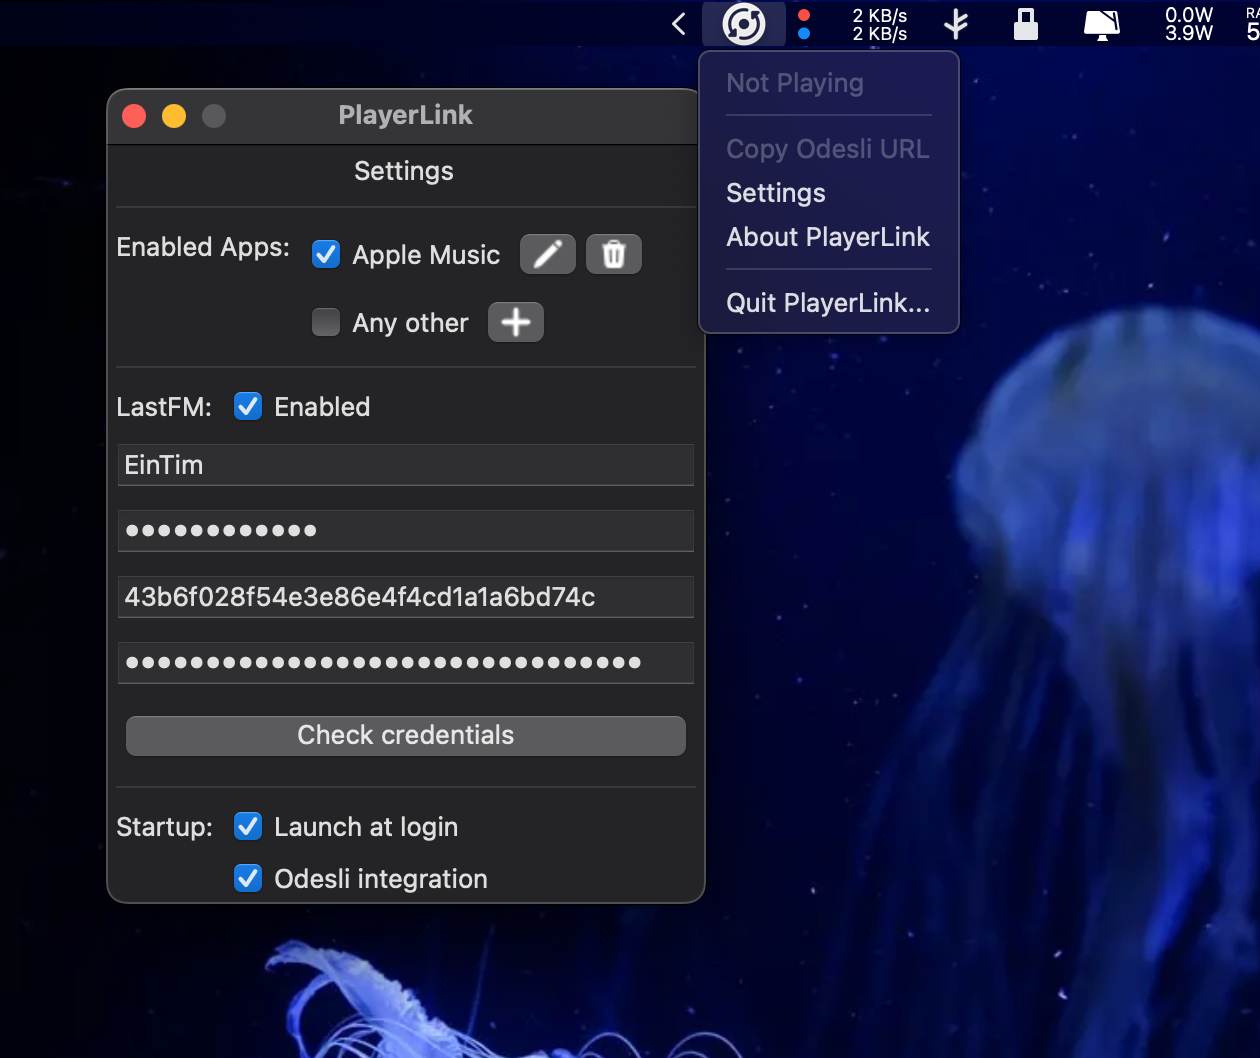 2 KB/s
2 KB/s
0.0W
3.9W
RA
5
Not Playing
Copy Odesli URL
Settings
About PlayerLink
Quit PlayerLink...
PlayerLink
Settings
Enabled Apps:
Apple Music
Any other
LastFM:
Enabled
EinTim
43b6f028f54e3e86e4f4cd1a1a6bd74c
Check credentials
Startup:
Launch at login
Odesli integration